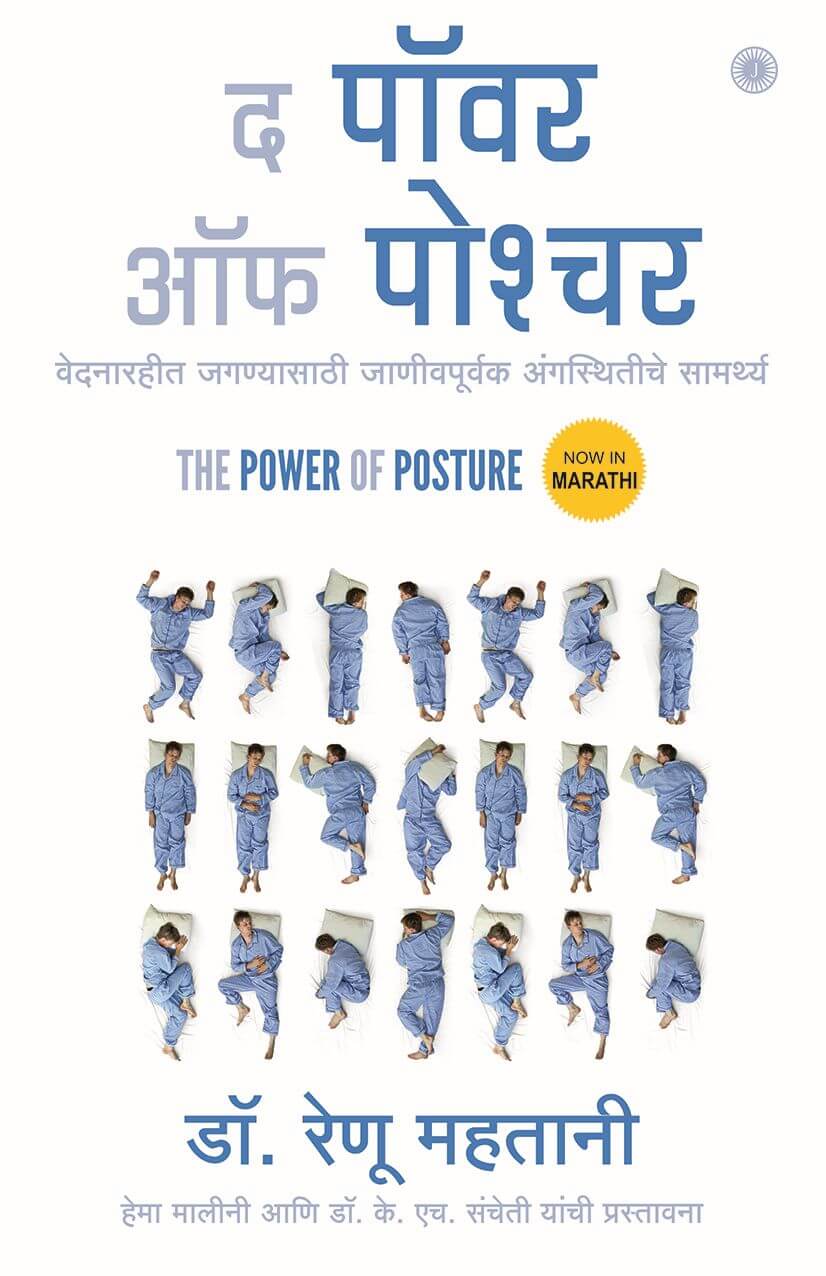 द पॉवर
ऑफ पोश्चर
वेदनारहीत जगण्यासाठी जाणीवपूर्वक अंगस्थितीचे सामर्थ्य
THE POWER OF POSTURE
NOW IN
MARATHI
डॉ. रेणू महतानी
हेमा मालीनी आणि डॉ. के. एच. संचेती यांची प्रस्तावना
J